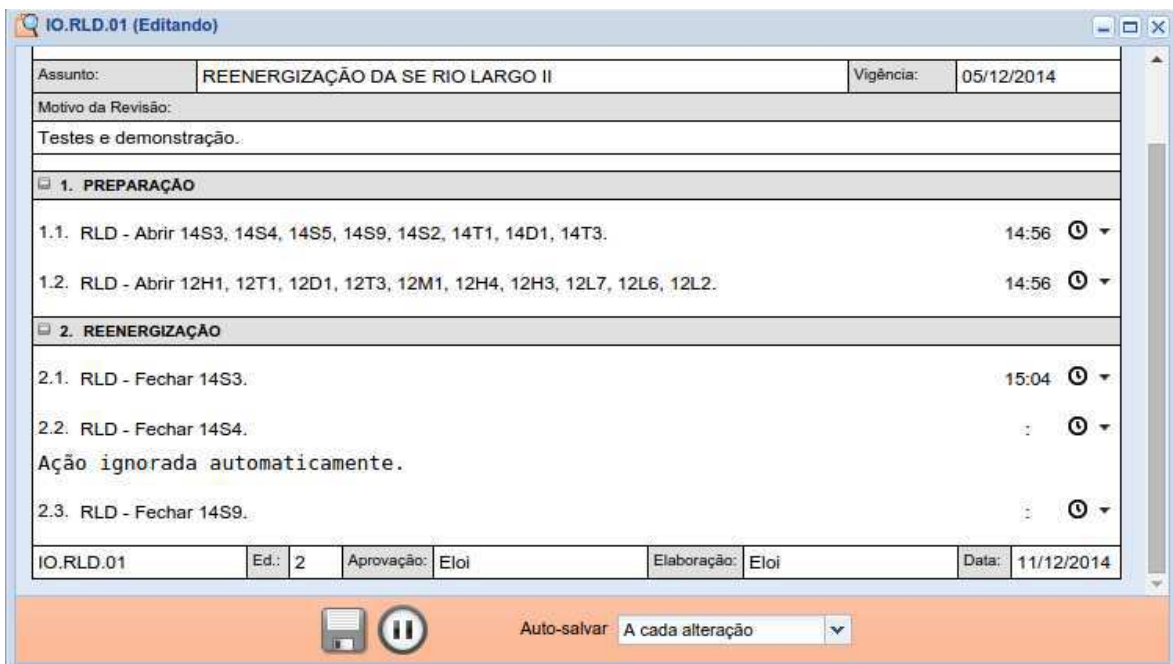 IO.RLD.01 (Editando)
Assunto: REENERGIZAÇÃO DA SE RIO LARGO II Vigência: 05/12/2014
Motivo da Revisão:
Testes e demonstração.
1. PREPARAÇÃO
1.1. RLD - Abrir 14S3, 14S4, 14S5, 14S9, 14S2, 14T1, 14D1, 14T3. 14:56
1.2. RLD - Abrir 12H1, 12T1, 12D1, 12T3, 12M1, 12H4, 12H3, 12L7, 12L6, 12L2. 14:56
2. REENERGIZAÇÃO
2.1. RLD - Fechar 14S3. 15:04
2.2. RLD - Fechar 14S4. :
Ação ignorada automaticamente.
2.3. RLD - Fechar 14S9. :
IO.RLD.01 Ed.: 2 Aprovação: Eloi Elaboração: Eloi Data: 11/12/2014
Auto-salvar A cada alteração